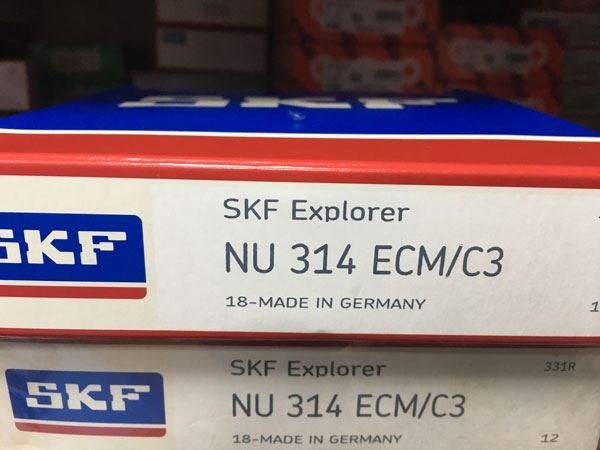 SKF
SKF
SKF Explorer
NU 314 ECM/C3
18-MADE IN GERMANY
SKF
SKF Explorer
331R
NU 314 ECM/C3
18-MADE IN GERMANY
12